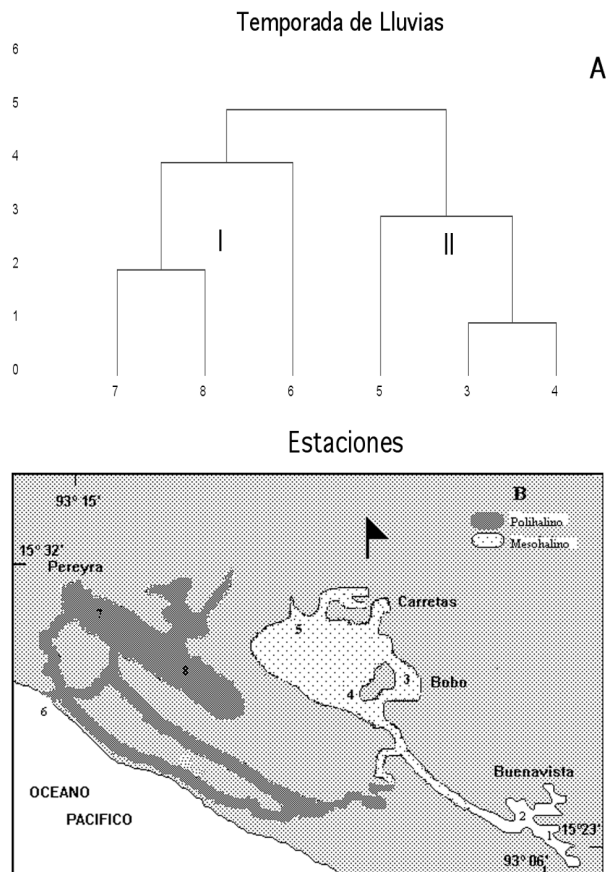 Temporada de Lluvias
6
A
5
4
3
I
II
2
1
0
7 8 6 5 3 4
Estaciones
93° 15'
B
Polihalino
Mesohalino
15° 32'
Pereyra
7
Carretas
5
8
3
Bobo
4
6
Buenavista
OCEANO
2
PACIFICO
1
15°23'
93° 06'